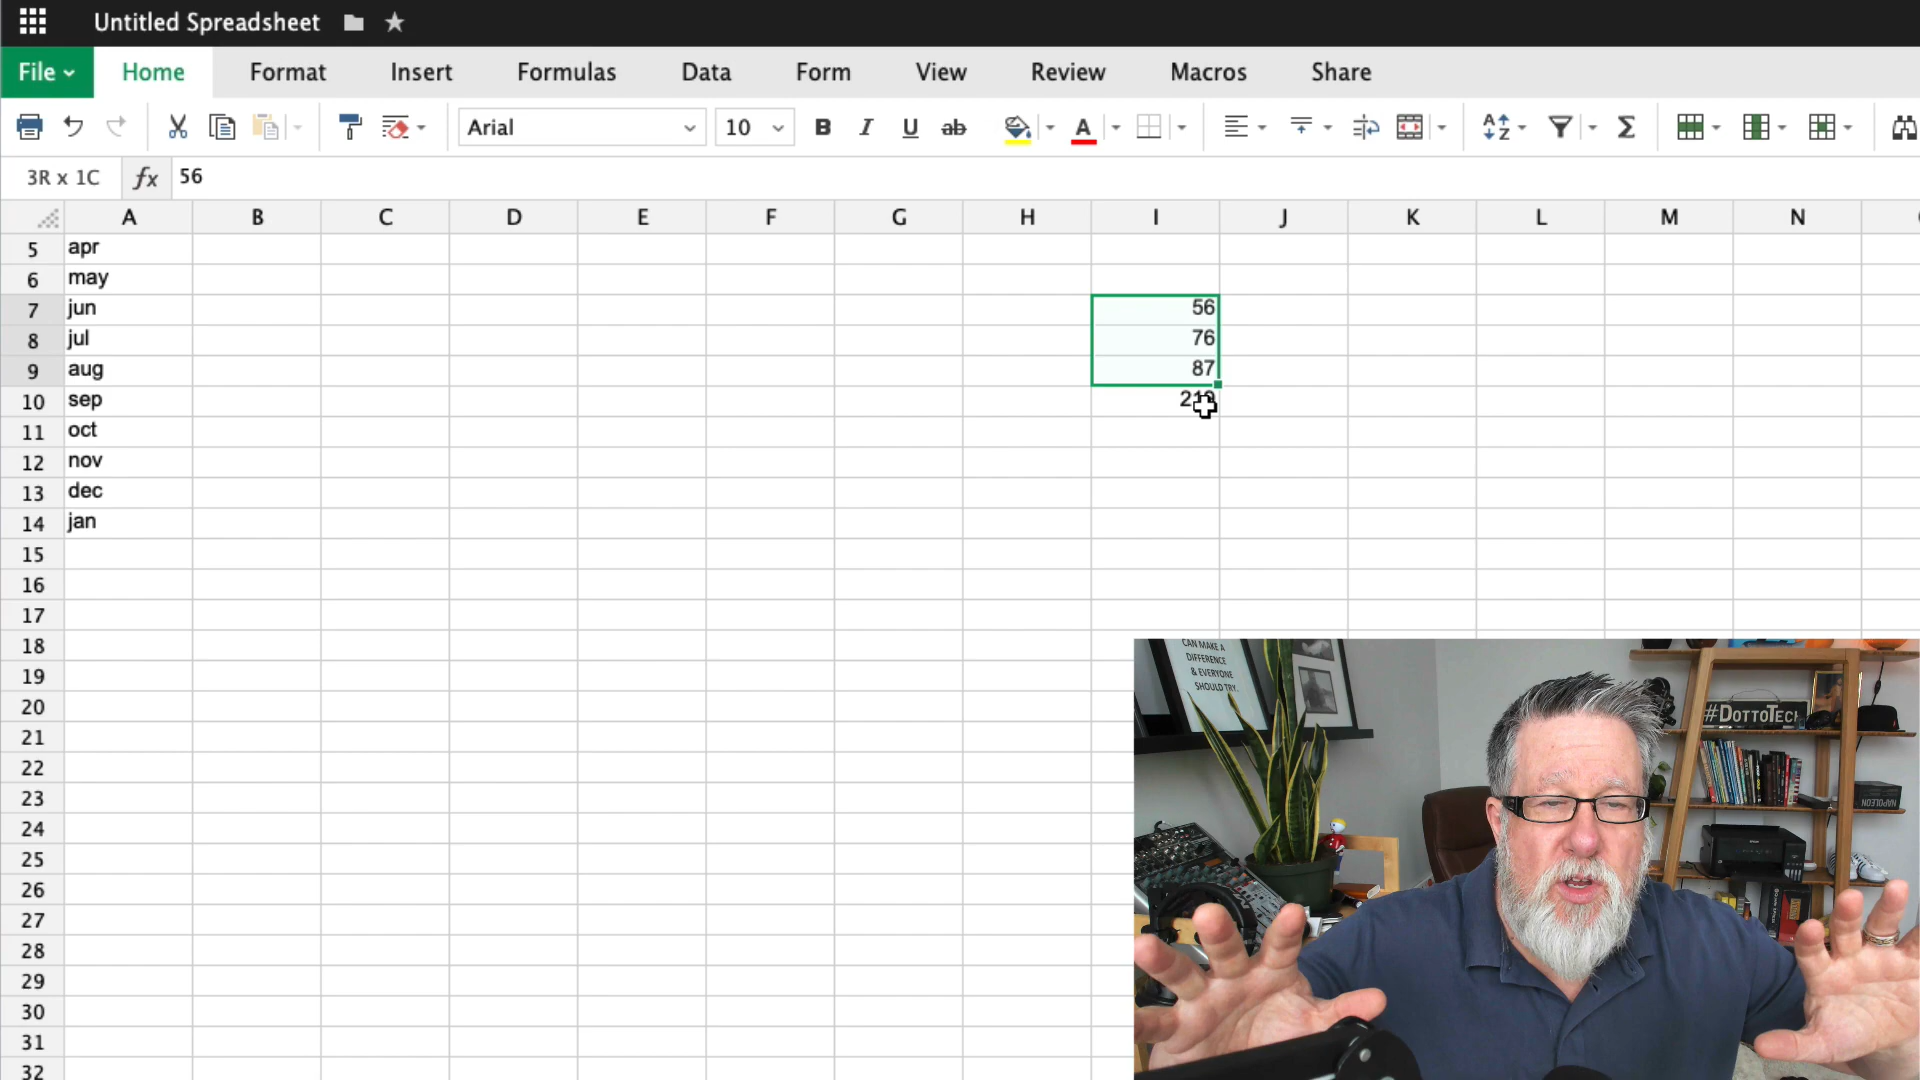 Untitled Spreadsheet
File Home Format Insert Formulas Data Form View Review Macros Share
Arial 10 B I U ab A A Z Σ
3R x 1C fx 56
A B C D E F G H I J K L M N
5 apr
6 may
7 jun 56
8 jul 76
9 aug 87
10 sep
11 oct
12 nov
13 dec
14 jan
15
16
17
18
19
20
21
22
23
24
25
26
27
28
29
30
31
32
CAN MAKE A
DIFFERENCE
& EVERYONE
SHOULD TRY.
#DOTTOTECH
NAPOLEON